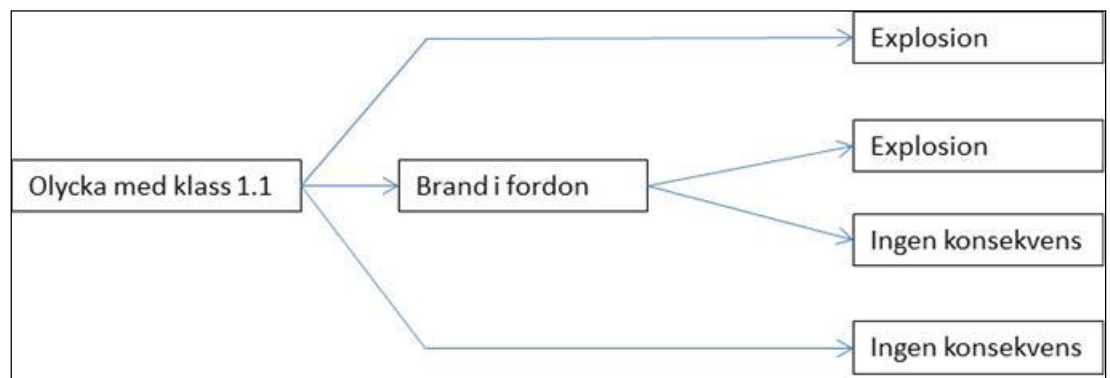 Explosion
Explosion
Olycka med klass 1.1
Brand i fordon
Ingen konsekvens
Ingen konsekvens